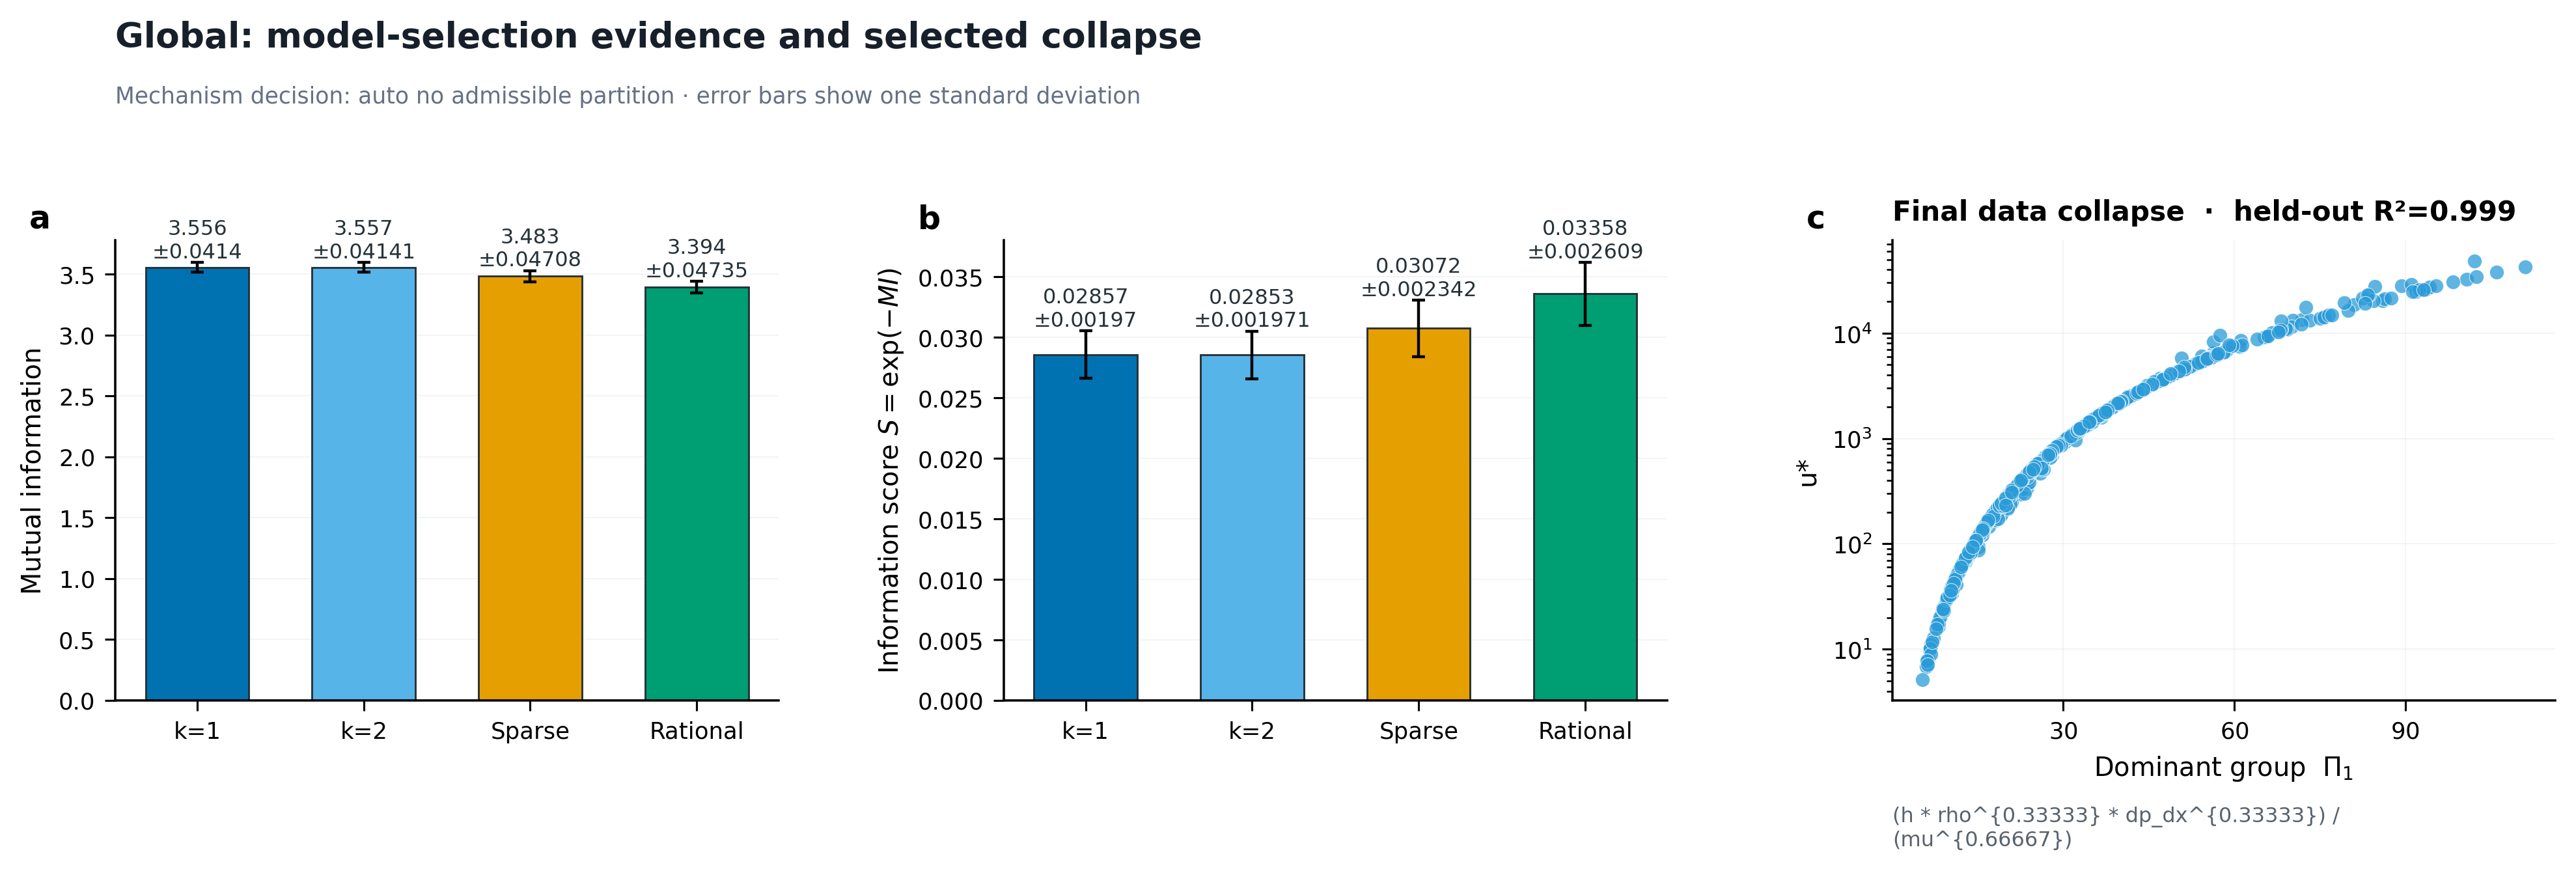 Global: model-selection evidence and selected collapse
Mechanism decision: auto no admissible partition · error bars show one standard deviation
a
3.556
±0.0414
3.557
±0.04141
3.483
±0.04708
3.394
±0.04735
Mutual information
3.5
3.0
2.5
2.0
1.5
1.0
0.5
0.0
k=1
k=2
Sparse
Rational
b
0.02857
±0.00197
0.02853
±0.001971
0.03072
±0.002342
0.03358
±0.002609
Information score S = exp(−MI)
0.035
0.030
0.025
0.020
0.015
0.010
0.005
0.000
k=1
k=2
Sparse
Rational
c
Final data collapse · held-out R²=0.999
u*
10⁴
10³
10²
10¹
30
60
90
Dominant group Π₁
(h * rho^{0.33333} * dp_dx^{0.33333}) /
(mu^{0.66667})